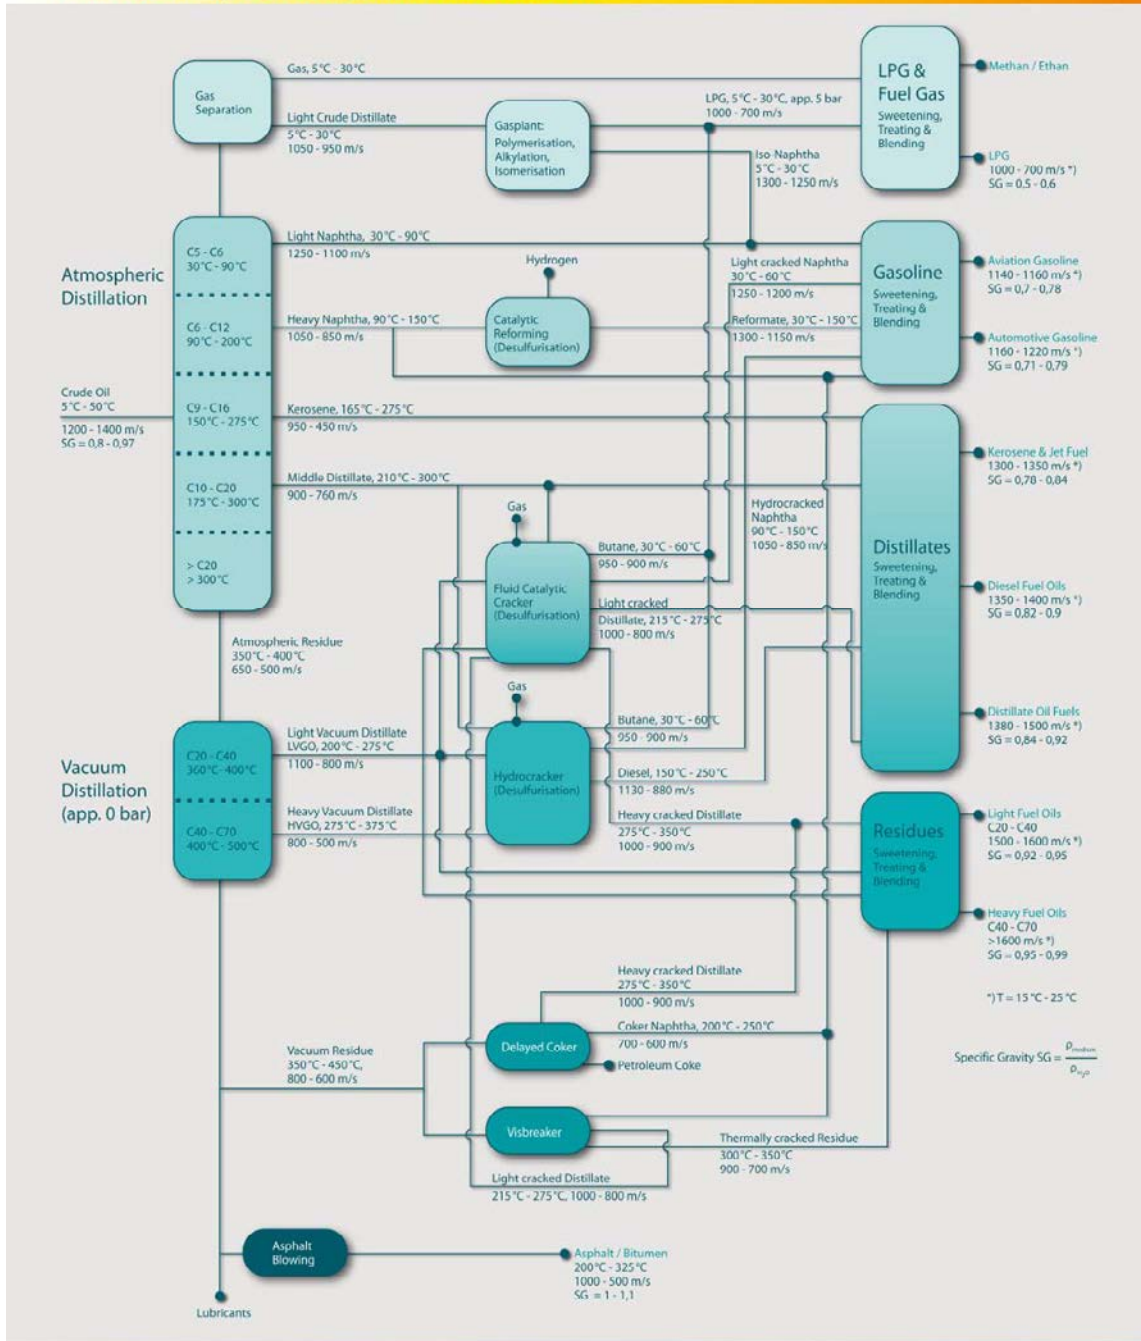 Gas Separation
Gas, 5°C - 30°C
Light Crude Distillate
5°C - 30°C
1050 - 950 m/s
Gasplant:
Polymerisation,
Alkylation,
Isomerisation
LPG, 5°C - 30°C, app. 5 bar
1000 - 700 m/s
Iso-Naphtha
5°C - 30°C
1300 - 1250 m/s
LPG &
Fuel Gas
Sweetening,
Treating &
Blending
Methan / Ethan
LPG
1000 - 700 m/s *)
SG = 0.5 - 0.6
Atmospheric
Distillation
C5 - C6
30°C - 90°C
C6 - C12
90°C - 200°C
C9 - C16
150°C - 275°C
C10 - C20
175°C - 300°C
> C20
> 300°C
Crude Oil
5°C - 50°C
1200 - 1400 m/s
SG = 0,8 - 0,97
Light Naphtha, 30°C - 90°C
1250 - 1100 m/s
Heavy Naphtha, 90°C - 150°C
1050 - 850 m/s
Hydrogen
Catalytic
Reforming
(Desulfurisation)
Light cracked Naphtha
30°C - 60°C
1250 - 1200 m/s
Reformate, 30°C - 150°C
1300 - 1150 m/s
Gasoline
Sweetening,
Treating &
Blending
Aviation Gasoline
1140 - 1160 m/s *)
SG = 0,7 - 0,78
Automotive Gasoline
1160 - 1220 m/s *)
SG = 0,71 - 0,79
Kerosene, 165°C - 275°C
950 - 450 m/s
Middle Distillate, 210°C - 300°C
900 - 760 m/s
Gas
Fluid Catalytic
Cracker
(Desulfurisation)
Butane, 30°C - 60°C
950 - 900 m/s
Light cracked
Distillate, 215°C - 275°C
1000 - 800 m/s
Hydrocracked
Naphtha
90°C - 150°C
1050 - 850 m/s
Distillates
Sweetening,
Treating &
Blending
Kerosene & Jet Fuel
1300 - 1350 m/s *)
SG = 0,78 - 0,84
Diesel Fuel Oils
1350 - 1400 m/s *)
SG = 0,82 - 0,9
Distillate Oil Fuels
1380 - 1500 m/s *)
SG = 0,84 - 0,92
Atmospheric Residue
350°C - 400°C
650 - 500 m/s
Vacuum
Distillation
(app. 0 bar)
C20 - C40
360°C - 400°C
C40 - C70
400°C - 500°C
Light Vacuum Distillate
LVGO, 200°C - 275°C
1100 - 800 m/s
Heavy Vacuum Distillate
HVGO, 275°C - 375°C
800 - 500 m/s
Gas
Hydrocracker
(Desulfurisation)
Butane, 30°C - 60°C
950 - 900 m/s
Diesel, 150°C - 250°C
1130 - 880 m/s
Heavy cracked Distillate
275°C - 350°C
1000 - 900 m/s
Residues
Sweetening,
Treating &
Blending
Light Fuel Oils
C20 - C40
1500 - 1600 m/s *)
SG = 0,92 - 0,95
Heavy Fuel Oils
C40 - C70
>1600 m/s *)
SG = 0,95 - 0,99
*) T = 15°C - 25°C
Specific Gravity SG = ρmedium / ρH₂O
Heavy cracked Distillate
275°C - 350°C
1000 - 900 m/s
Delayed Coker
Coker Naphtha, 200°C - 250°C
700 - 600 m/s
Petroleum Coke
Vacuum Residue
350°C - 450°C,
800 - 600 m/s
Visbreaker
Thermally cracked Residue
300°C - 350°C
900 - 700 m/s
Light cracked Distillate
215°C - 275°C, 1000 - 800 m/s
Asphalt
Blowing
Asphalt / Bitumen
200°C - 325°C
1000 - 500 m/s
SG = 1 - 1,1
Lubricants